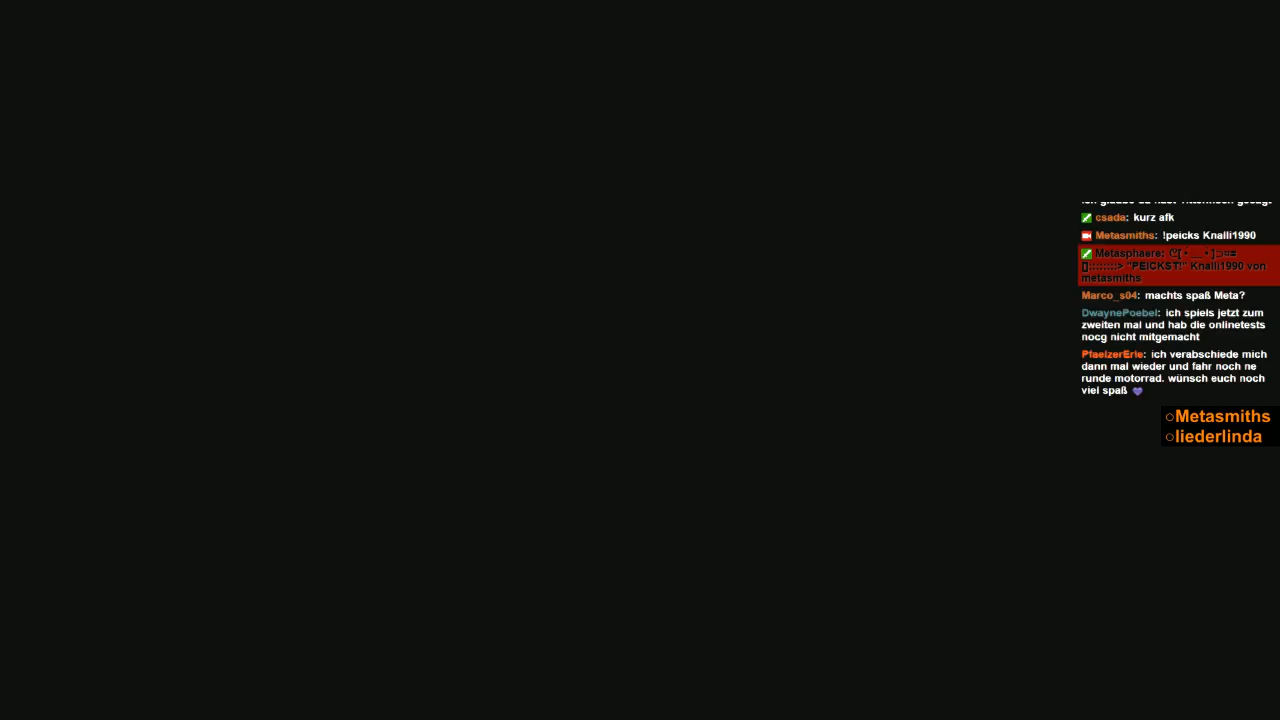 csada: kurz afk
Metasmiths: !peicks Knalli1990
Metasphaere:
"PEICKST!" Knalli1990 von
metasmiths
Marco_s04: machts spaß Meta?
DwaynePoebel: ich spiels jetzt zum
zweiten mal und hab die onlinetests
nocg nicht mitgemacht
PfaelzerErle: ich verabschiede mich
dann mal wieder und fahr noch ne
runde motorrad. wünsch euch noch
viel spaß
○Metasmiths
○liederlinda